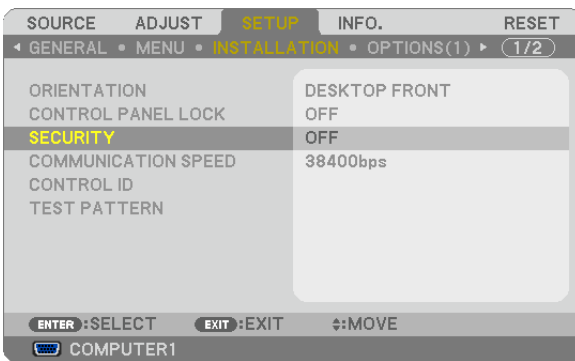 SOURCE ADJUST SETUP INFO. RESET
◂ GENERAL • MENU • INSTALLATION • OPTIONS(1) ▸ 1/2
ORIENTATION DESKTOP FRONT
CONTROL PANEL LOCK OFF
SECURITY OFF
COMMUNICATION SPEED 38400bps
CONTROL ID
TEST PATTERN
ENTER :SELECT EXIT :EXIT ♦:MOVE
COMPUTER1